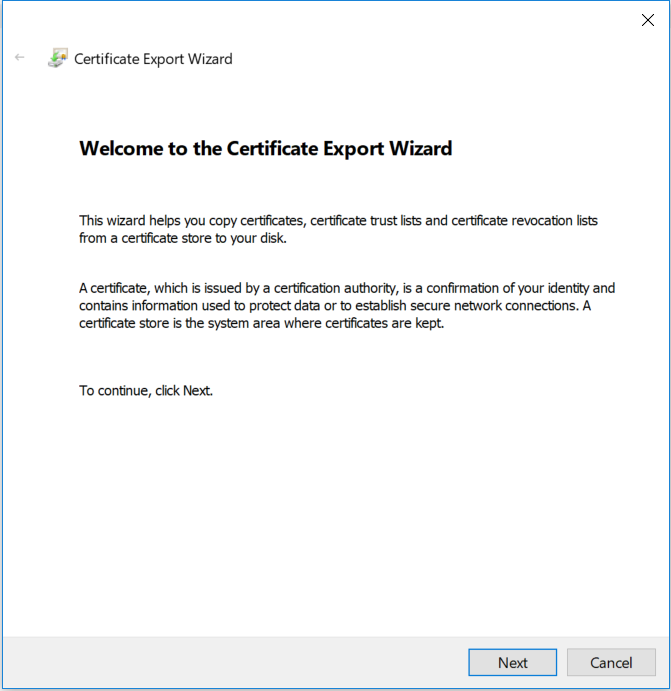 Certificate Export Wizard
Welcome to the Certificate Export Wizard
This wizard helps you copy certificates, certificate trust lists and certificate revocation lists
from a certificate store to your disk.
A certificate, which is issued by a certification authority, is a confirmation of your identity and
contains information used to protect data or to establish secure network connections. A
certificate store is the system area where certificates are kept.
To continue, click Next.
Next
Cancel